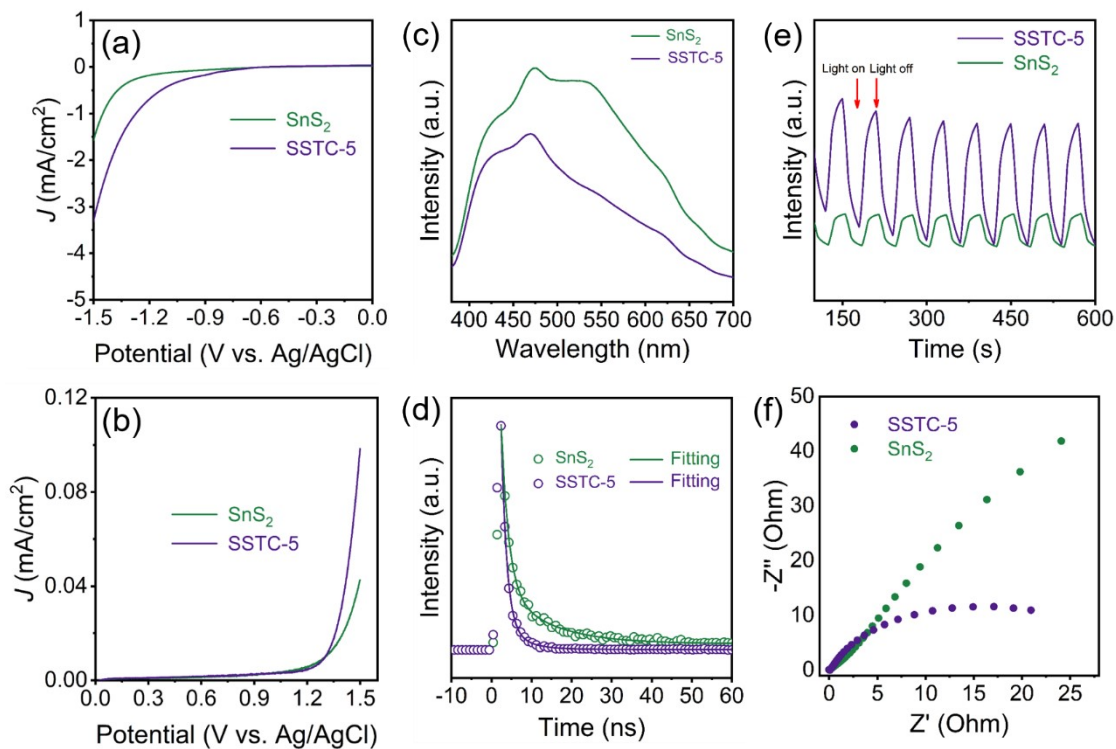 (a)
J (mA/cm²)
1
0
-1
-2
-3
-4
-5
SnS₂
SSTC-5
-1.5 -1.2 -0.9 -0.6 -0.3 0.0
Potential (V vs. Ag/AgCl)
(c)
SnS₂
SSTC-5
Intensity (a.u.)
400 450 500 550 600 650 700
Wavelength (nm)
(e)
SSTC-5
SnS₂
Light on Light off
Intensity (a.u.)
150 300 450 600
Time (s)
(b)
J (mA/cm²)
0.12
0.08
0.04
0.00
SnS₂
SSTC-5
0.0 0.3 0.6 0.9 1.2 1.5
Potential (V vs. Ag/AgCl)
(d)
SnS₂ Fitting
SSTC-5 Fitting
Intensity (a.u.)
-10 0 10 20 30 40 50 60
Time (ns)
(f)
SSTC-5
SnS₂
-Z'' (Ohm)
50
40
30
20
10
0
0 5 10 15 20 25
Z' (Ohm)